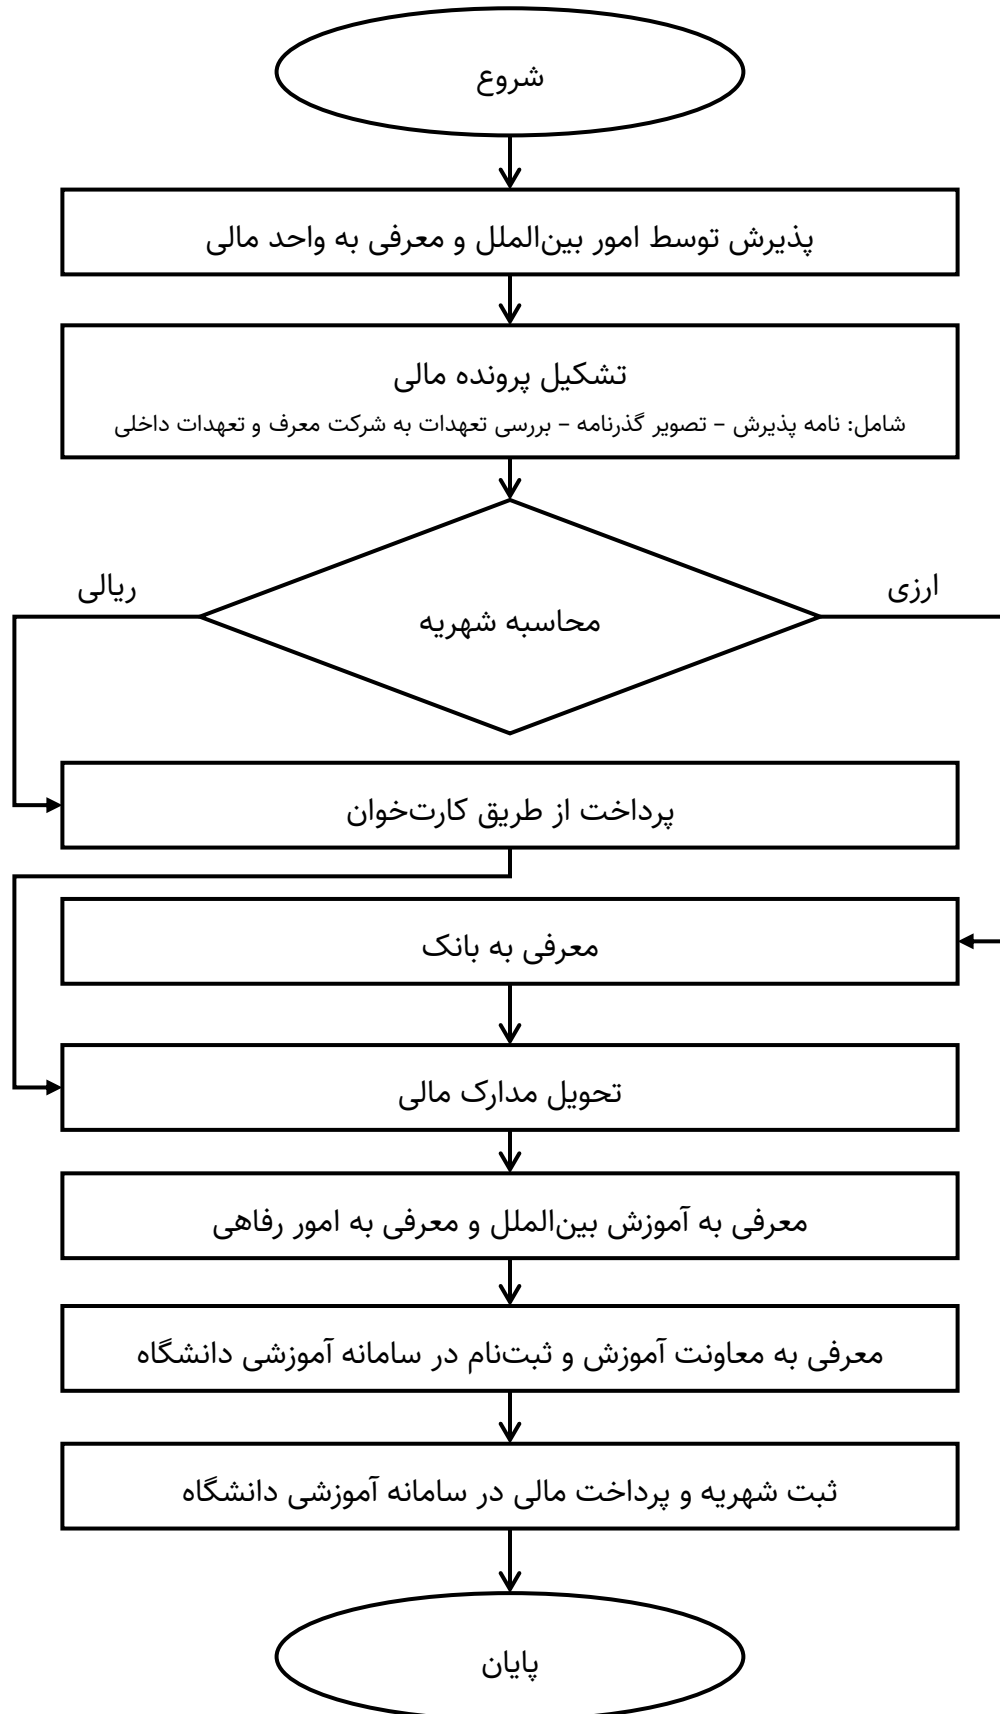 شروع
پذیرش توسط امور بین‌الملل و معرفی به واحد مالی
تشکیل پرونده مالی
شامل: نامه پذیرش – تصویر گذرنامه – بررسی تعهدات به شرکت معرف و تعهدات داخلی
ارزی
ریالی
محاسبه شهریه
پرداخت از طریق کارت‌خوان
معرفی به بانک
تحویل مدارک مالی
معرفی به آموزش بین‌الملل و معرفی به امور رفاهی
معرفی به معاونت آموزش و ثبت‌نام در سامانه آموزشی دانشگاه
ثبت شهریه و پرداخت مالی در سامانه آموزشی دانشگاه
پایان